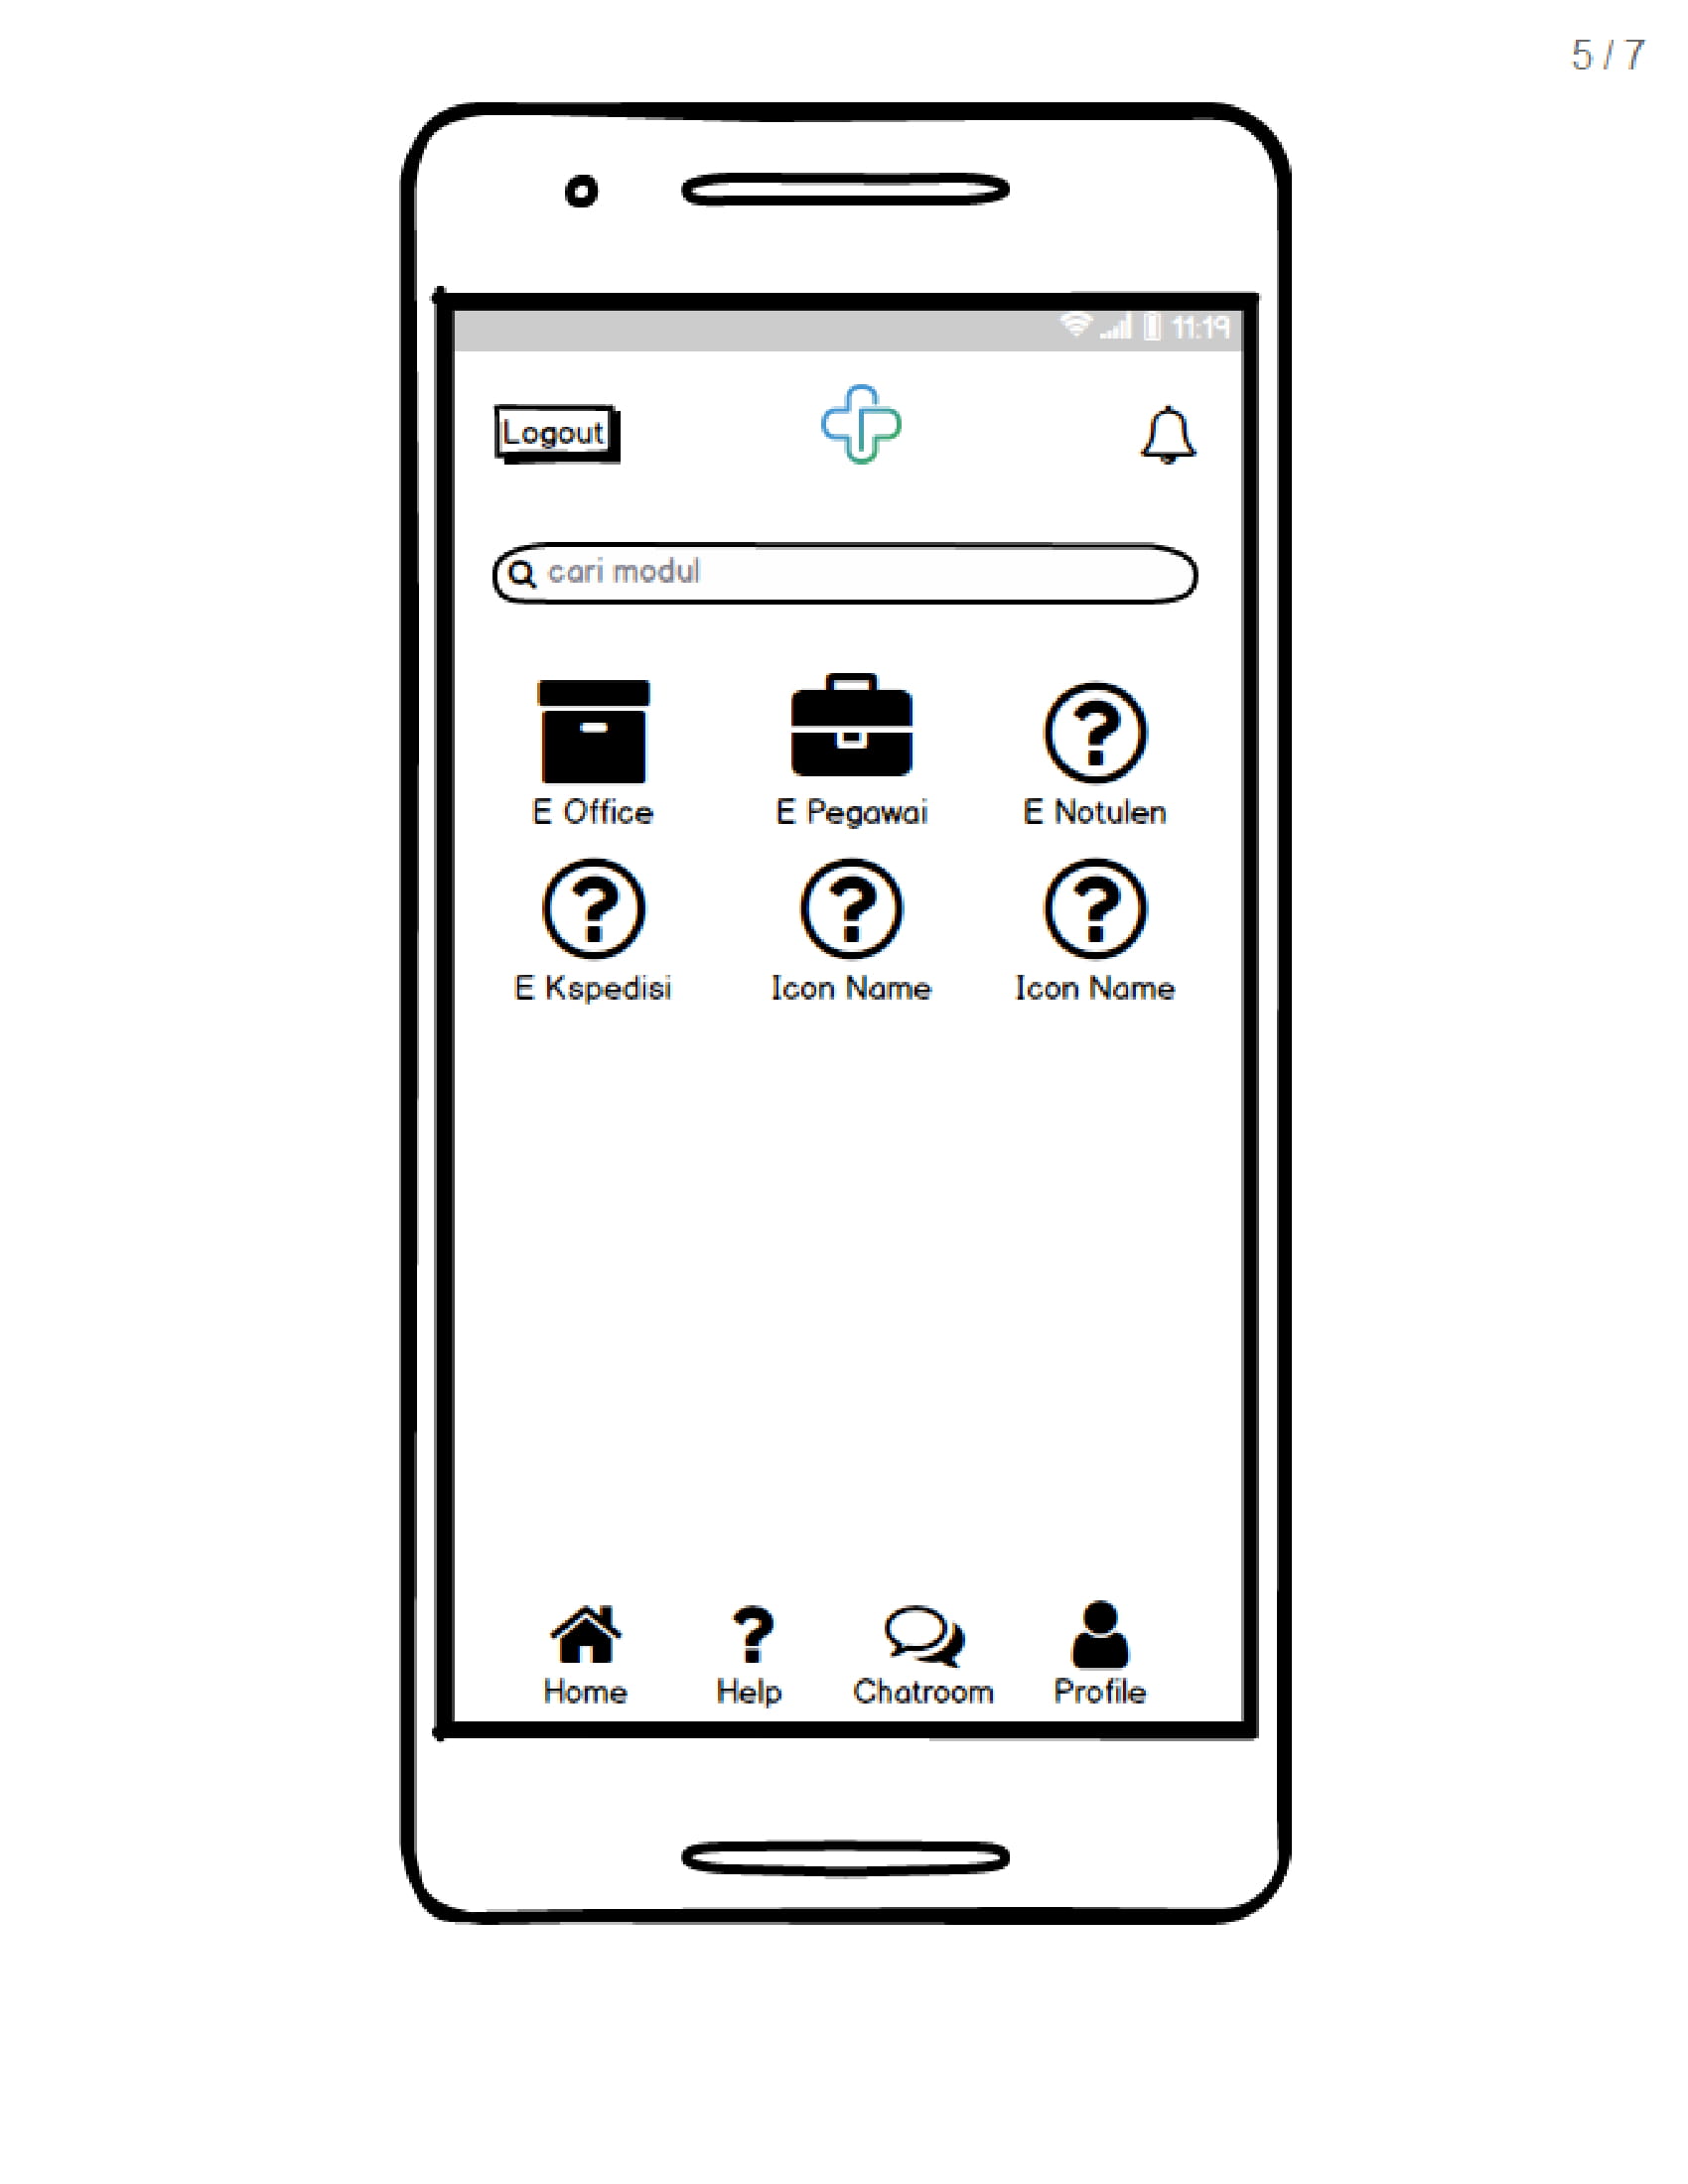 5 / 7
11:19
Logout
cari modul
E Office E Pegawai E Notulen
E Kspedisi Icon Name Icon Name
Home Help Chatroom Profile